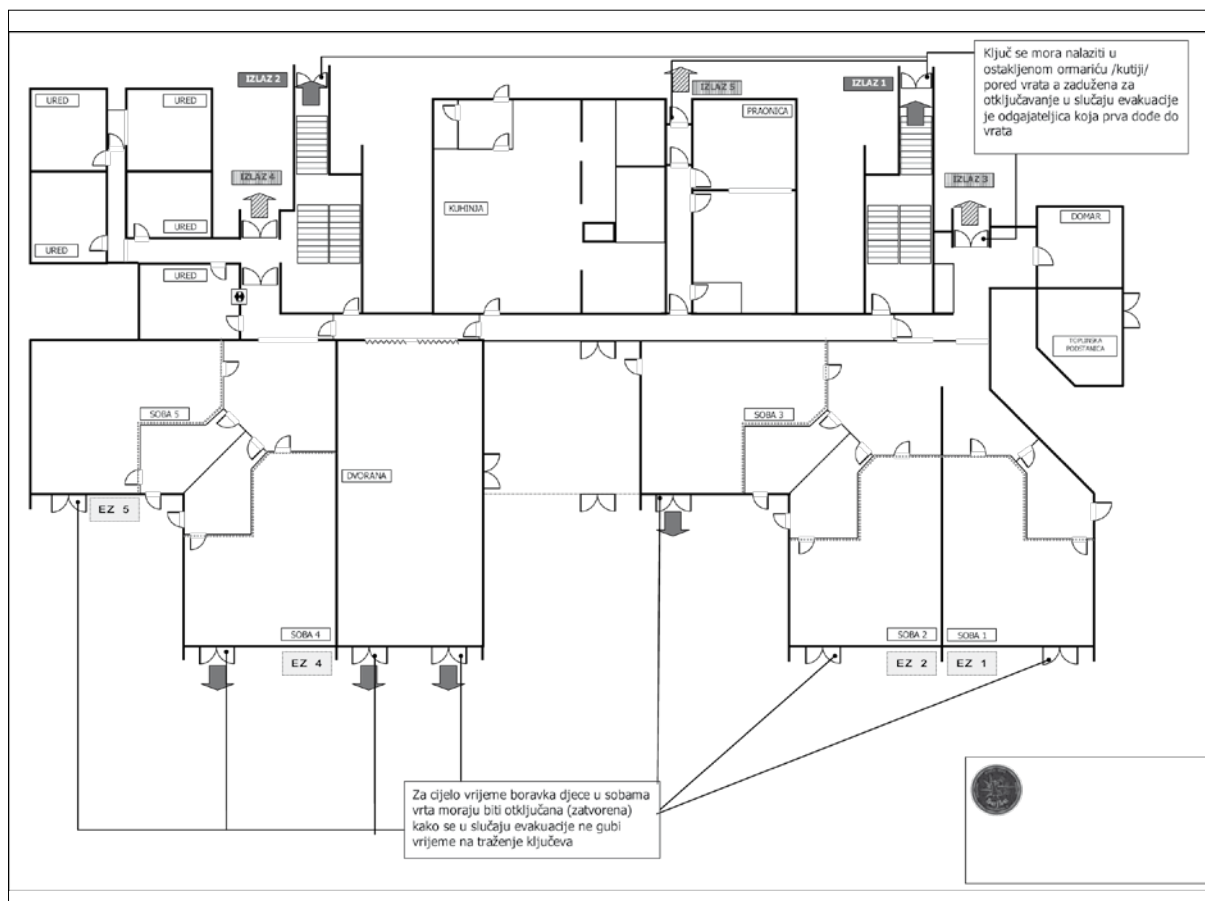 IZLAZ 2
IZLAZ 5
IZLAZ 1
Ključ se mora nalaziti u
ostakljenom ormariću /kutiji/
pored vrata a zadužena za
otključavanje u slučaju evakuacije
je odgajateljica koja prva dođe do
vrata
URED
URED
PRAONICA
IZLAZ 4
IZLAZ 3
KUHINJA
DOMAR
URED
URED
URED
TOPLINSKA
PODSTANICA
SOBA 5
SOBA 3
DVORANA
EZ 5
SOBA 4
SOBA 2
SOBA 1
EZ 4
EZ 2
EZ 1
Za cijelo vrijeme boravka djece u sobama
vrta moraju biti otključana (zatvorena)
kako se u slučaju evakuacije ne gubi
vrijeme na traženje ključeva